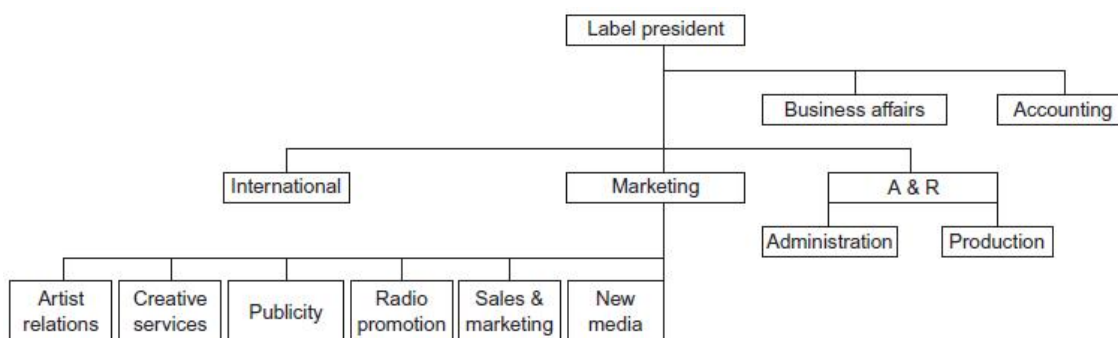 Label president
Business affairs
Accounting
International
Marketing
A & R
Administration
Production
Artist
relations
Creative
services
Publicity
Radio
promotion
Sales &
marketing
New
media